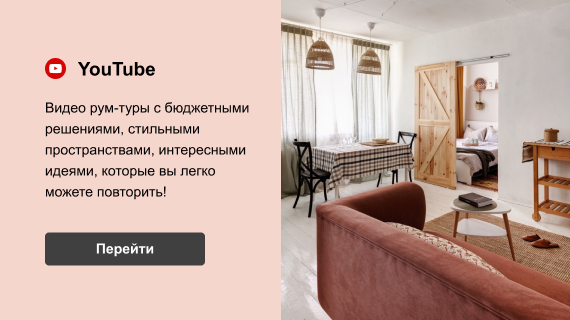 YouTube
Видео рум-туры с бюджетными
решениями, стильными
пространствами, интересными
идеями, которые вы легко
можете повторить!
Перейти